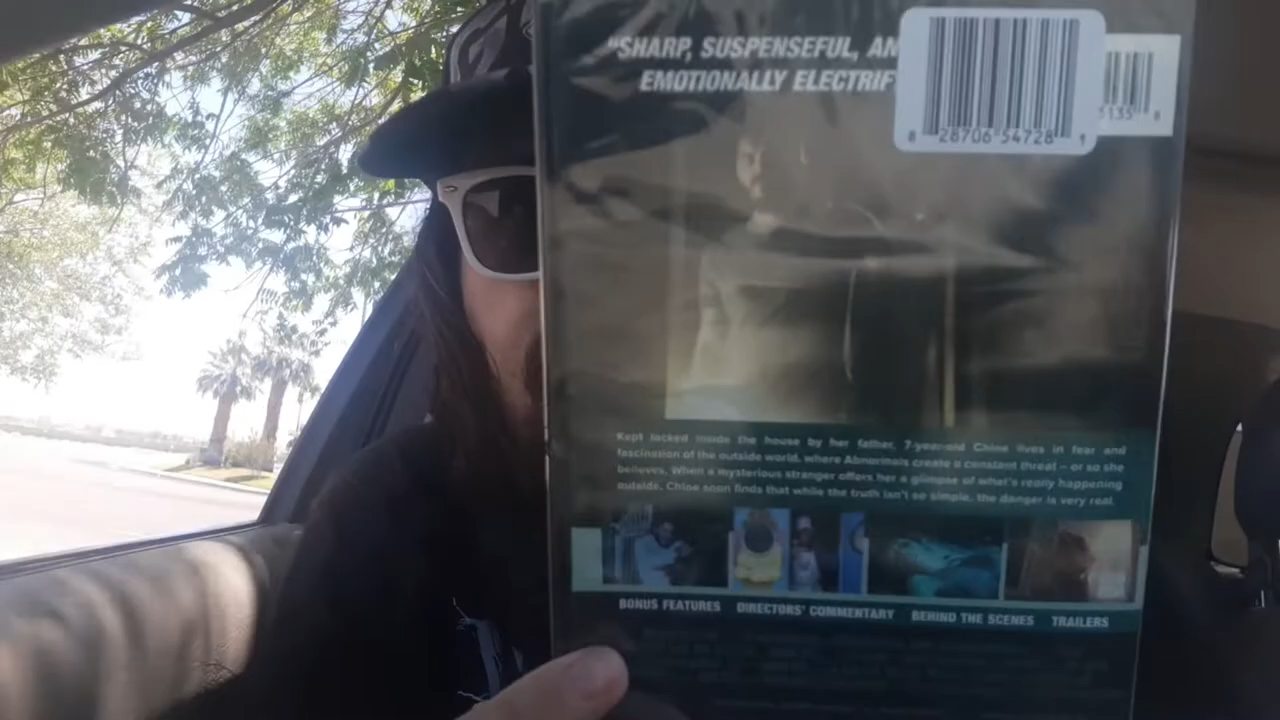 "SHARP, SUSPENSEFUL, AN
EMOTIONALLY ELECTRIF
8 28706 54728 1
5135 8
Kept locked inside the house by her father, 7-year-old Chloe lives in fear and
fascination of the outside world, where Abnormals create a constant threat – or so she
believes. When a mysterious stranger offers her a glimpse of what's really happening
outside, Chloe soon finds that while the truth isn't so simple, the danger is very real.
BONUS FEATURES DIRECTORS' COMMENTARY BEHIND THE SCENES TRAILERS